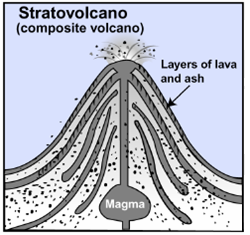 Stratovolcano
(composite volcano)
Layers of lava
and ash
Magma